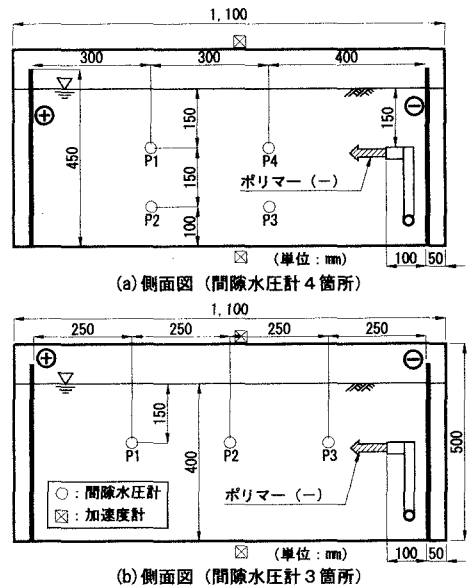 1,100
300 300 400
450
150
150
P1 P4
150
ポリマー（－）
P2 P3
100
(単位：mm)
100 50
(a)側面図（間隙水圧計４箇所）
1,100
250 250 250 250
150
P1 P2 P3
400
500
○：間隙水圧計
☒：加速度計
ポリマー（－）
(単位：mm)
100 50
(b)側面図（間隙水圧計３箇所）